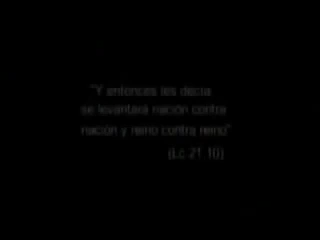 "Y entonces les decía
se levantará nación contra
nación y reino contra reino"
(Lc 21 10)